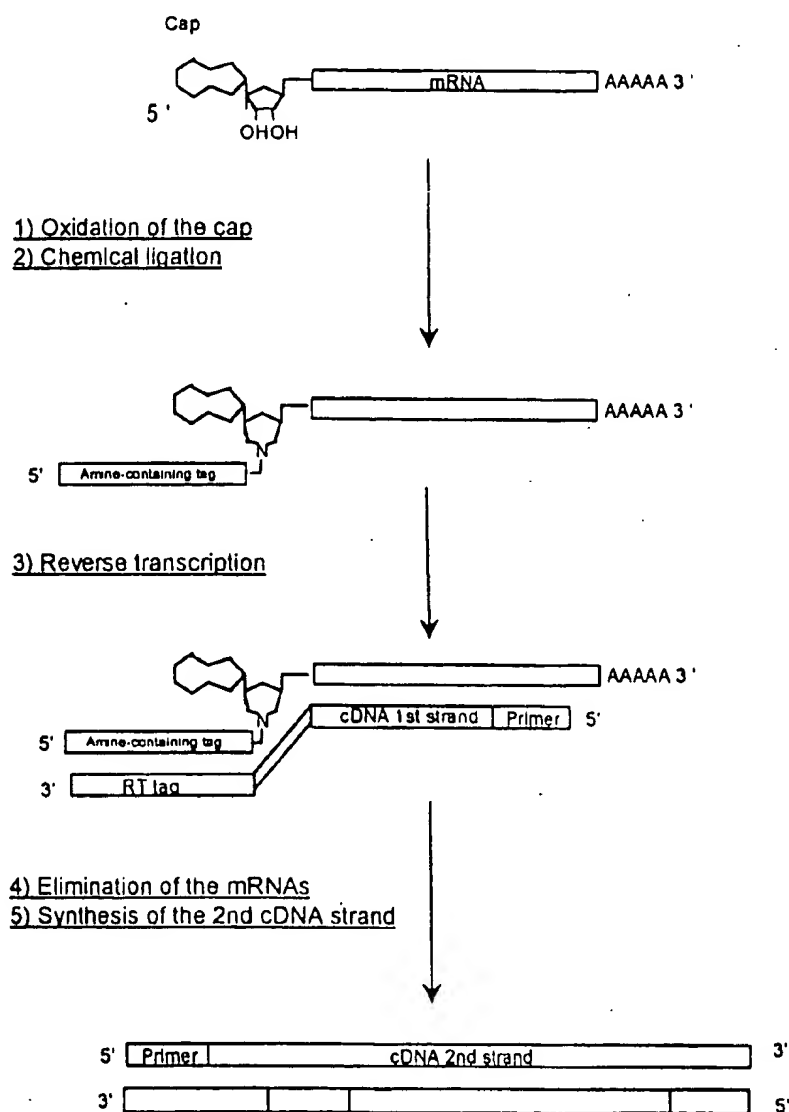 Cap
mRNA AAAAA 3'
5'
OHOH
1) Oxidation of the cap
2) Chemical ligation
AAAAA 3'
5' Amine-containing tag
N
3) Reverse transcription
AAAAA 3'
N
cDNA 1st strand Primer 5'
5' Amine-containing tag
3' RT tag
4) Elimination of the mRNAs
5) Synthesis of the 2nd cDNA strand
5' Primer cDNA 2nd strand 3'
3' 5'